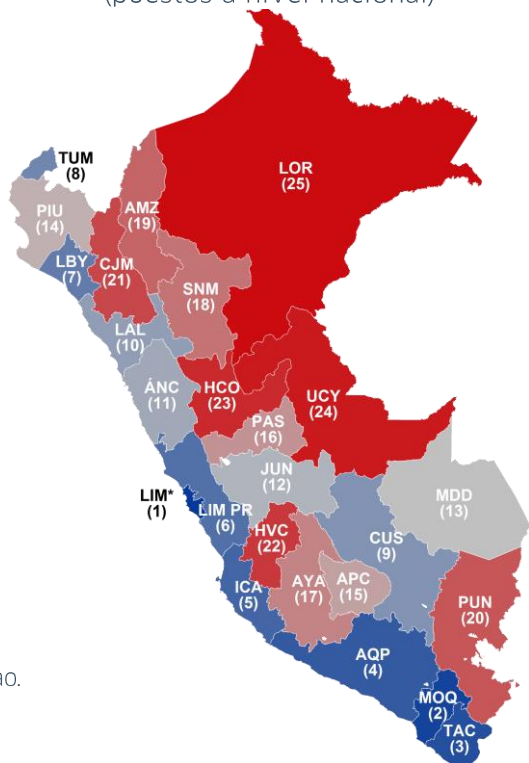 (puestos a nivel nacional)
LOR
(25)
TUM
(8)
AMZ
(19)
PIU
(14)
LBY
(7)
CJM
(21)
SNM
(18)
LAL
(10)
ÁNC
(11)
HCO
(23)
UCY
(24)
PAS
(16)
JUN
(12)
MDD
(13)
LIM*
(1)
LIM PR
(6)
HVC
(22)
CUS
(9)
ICA
(5)
AYA
(17)
APC
(15)
PUN
(20)
AQP
(4)
MOQ
(2)
TAC
(3)